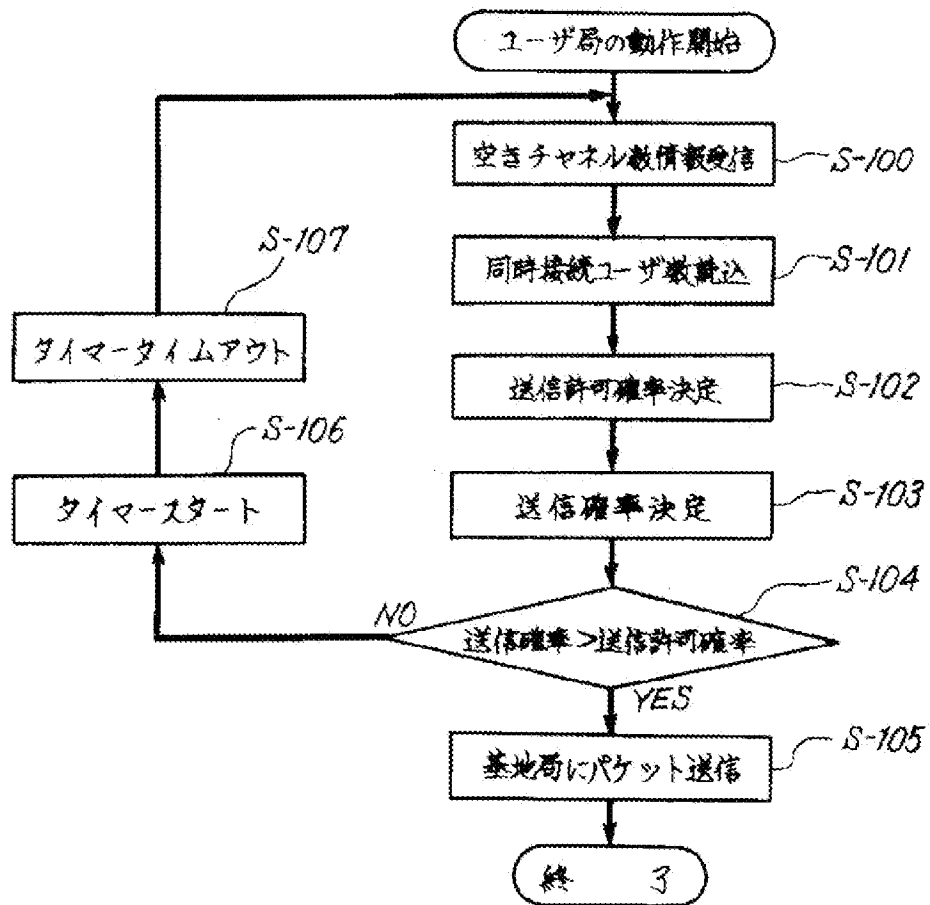 ユーザ局の動作開始
空きチャネル数情報受信
S-100
同時接続ユーザ数読込
S-101
送信許可確率決定
S-102
送信確率決定
S-103
送信確率>送信許可確率
S-104
NO
YES
基地局にパケット送信
S-105
終 了
タイマースタート
S-106
タイマータイムアウト
S-107